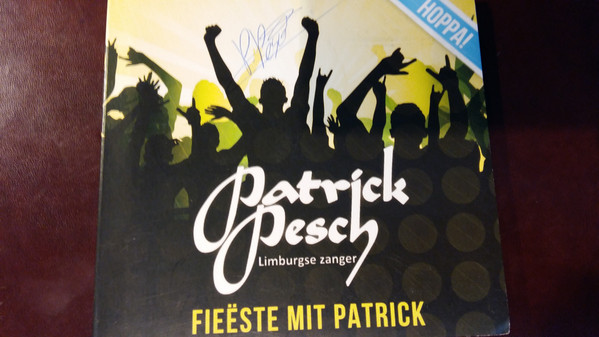 HOPPA!
Patrick
Pesch
Limburgse zanger
FIEËSTE MIT PATRICK